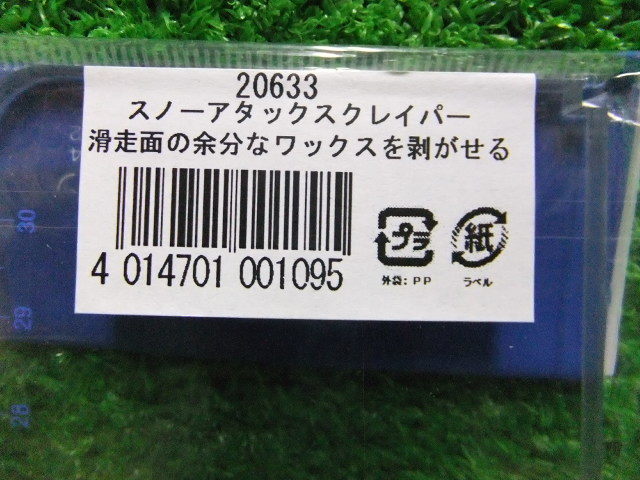 20633
スノーアタックスクレイパー
滑走面の余分なワックスを剥がせる
4 014701 001095
プラ
紙
外袋: PP
ラベル
30
29
28